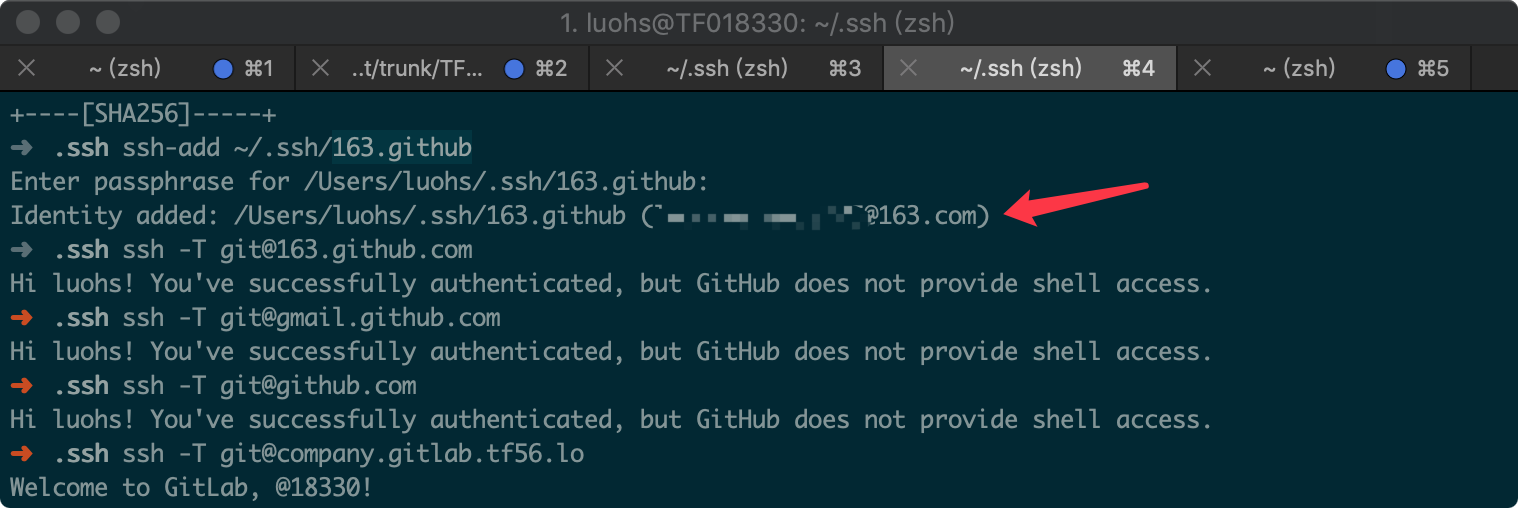 1. luohs@TF018330: ~/.ssh (zsh)
~ (zsh) ⌘1 ..t/trunk/TF... ⌘2 ~/.ssh (zsh) ⌘3 ~/.ssh (zsh) ⌘4 ~ (zsh) ⌘5
+----[SHA256]-----+
➜ .ssh ssh-add ~/.ssh/163.github
Enter passphrase for /Users/luohs/.ssh/163.github:
Identity added: /Users/luohs/.ssh/163.github (@163.com)
➜ .ssh ssh -T git@163.github.com
Hi luohs! You've successfully authenticated, but GitHub does not provide shell access.
➜ .ssh ssh -T git@gmail.github.com
Hi luohs! You've successfully authenticated, but GitHub does not provide shell access.
➜ .ssh ssh -T git@github.com
Hi luohs! You've successfully authenticated, but GitHub does not provide shell access.
➜ .ssh ssh -T git@company.gitlab.tf56.lo
Welcome to GitLab, @18330!